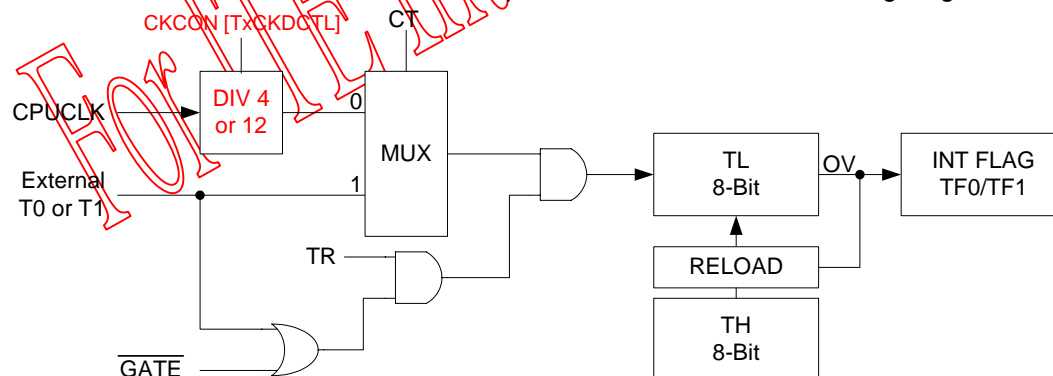 CKCON [TxCKDCTL]
CT
CPUCLK
DIV 4
or 12
0
MUX
External
T0 or T1
1
TL
8-Bit
OV
INT FLAG
TF0/TF1
TR
RELOAD
TH
8-Bit
GATE
For